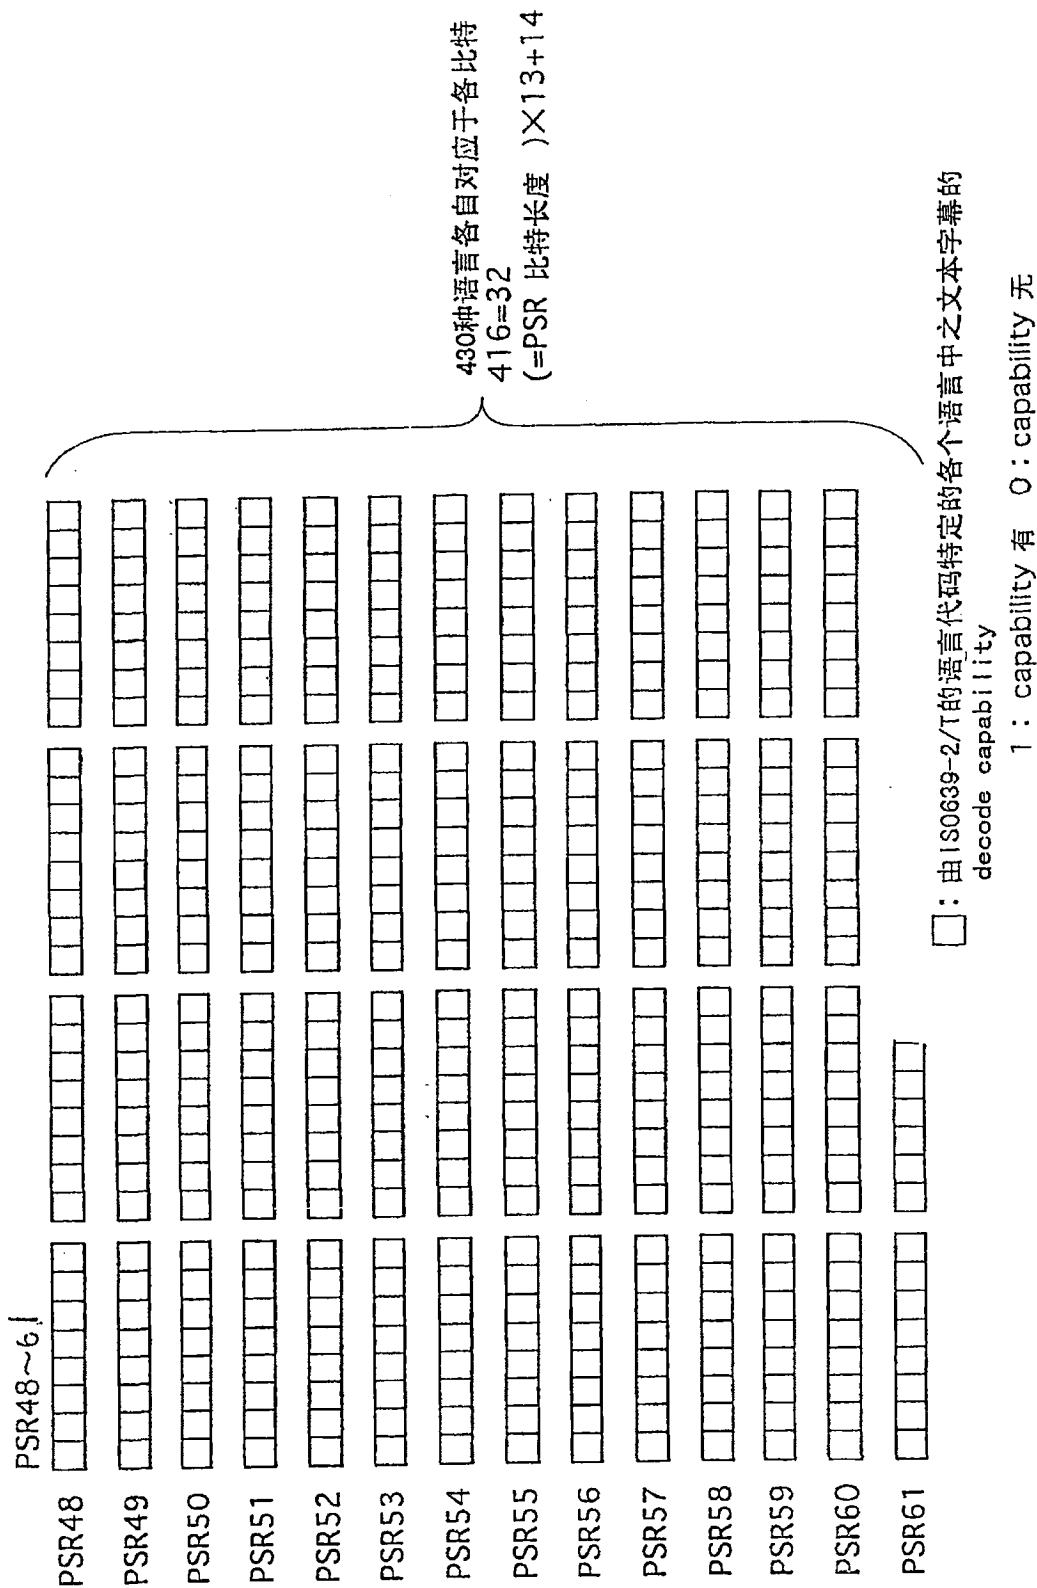 PSR48～61
PSR48
PSR49
PSR50
PSR51
PSR52
PSR53
PSR54
PSR55
PSR56
PSR57
PSR58
PSR59
PSR60
PSR61
430种语言各自对应于各比特
416=32
(=PSR 比特长度 )×13+14
□：由ISO639-2/T的语言代码特定的各个语言中之文本字幕的
decode capability
1：capability 有 0：capability 无